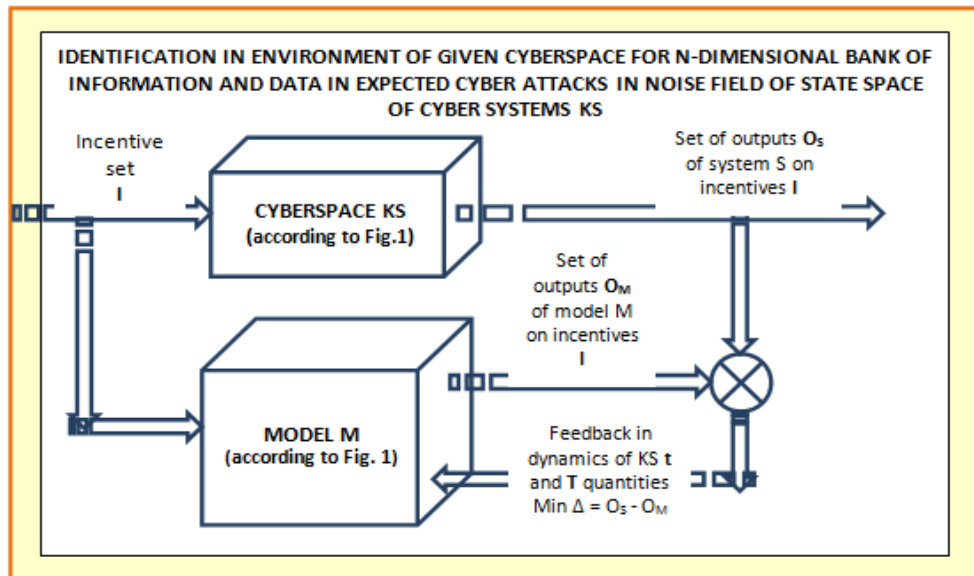 IDENTIFICATION IN ENVIRONMENT OF GIVEN CYBERSPACE FOR N-DIMENSIONAL BANK OF
INFORMATION AND DATA IN EXPECTED CYBER ATTACKS IN NOISE FIELD OF STATE SPACE
OF CYBER SYSTEMS KS
Incentive
set
I
Set of outputs Os
of system S on
incentives I
CYBERSPACE KS
(according to Fig.1)
Set of
outputs OM
of model M
on incentives
I
MODEL M
(according to Fig. 1)
Feedback in
dynamics of KS t
and T quantities
Min Δ = Os - OM